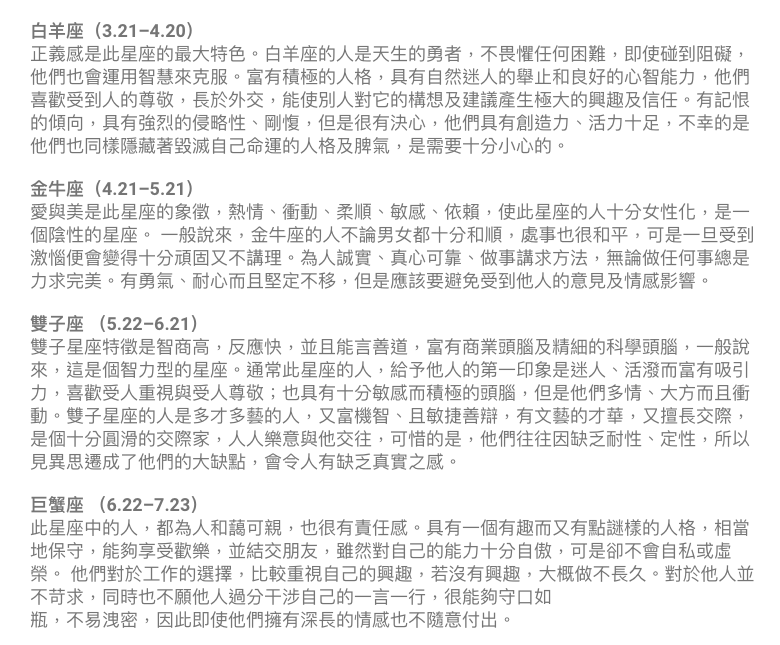 白羊座（3.21–4.20）
正義感是此星座的最大特色。白羊座的人是天生的勇者，不畏懼任何困難，即使碰到阻礙，
他們也會運用智慧來克服。富有積極的人格，具有自然迷人的舉止和良好的心智能力，他們
喜歡受到人的尊敬，長於外交，能使別人對它的構想及建議產生極大的興趣及信任。有記恨
的傾向，具有強烈的侵略性、剛愎，但是很有決心，他們具有創造力、活力十足，不幸的是
他們也同樣隱藏著毀滅自己命運的人格及脾氣，是需要十分小心的。
金牛座（4.21–5.21）
愛與美是此星座的象徵，熱情、衝動、柔順、敏感、依賴，使此星座的人十分女性化，是一
個陰性的星座。 一般說來，金牛座的人不論男女都十分和順，處事也很和平，可是一旦受到
激惱便會變得十分頑固又不講理。為人誠實、真心可靠、做事講求方法，無論做任何事總是
力求完美。有勇氣、耐心而且堅定不移，但是應該要避免受到他人的意見及情感影響。
雙子座 （5.22–6.21）
雙子星座特徵是智商高，反應快，並且能言善道，富有商業頭腦及精細的科學頭腦，一般說
來，這是個智力型的星座。通常此星座的人，給予他人的第一印象是迷人、活潑而富有吸引
力，喜歡受人重視與受人尊敬；也具有十分敏感而積極的頭腦，但是他們多情、大方而且衝
動。雙子星座的人是多才多藝的人，又富機智、且敏捷善辯，有文藝的才華，又擅長交際，
是個十分圓滑的交際家，人人樂意與他交往，可惜的是，他們往往因缺乏耐性、定性，所以
見異思遷成了他們的大缺點，會令人有缺乏真實之感。
巨蟹座 （6.22–7.23）
此星座中的人，都為人和藹可親，也很有責任感。具有一個有趣而又有點謎樣的人格，相當
地保守，能夠享受歡樂，並結交朋友，雖然對自己的能力十分自傲，可是卻不會自私或虛
榮。 他們對於工作的選擇，比較重視自己的興趣，若沒有興趣，大概做不長久。對於他人並
不苛求，同時也不願他人過分干涉自己的一言一行，很能夠守口如
瓶，不易洩密，因此即使他們擁有深長的情感也不隨意付出。